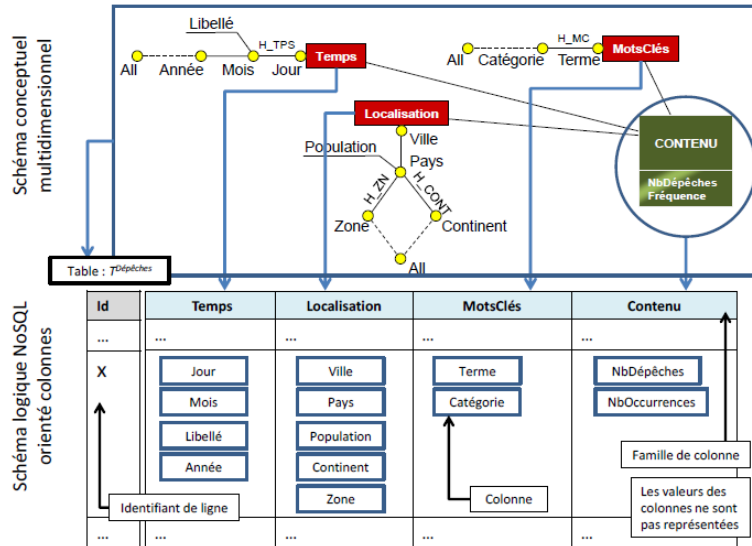 Schéma conceptuel
multidimensionnel
Libellé
H_TPS
All
Année
Mois
Jour
Temps
H_MC
All
Catégorie
Terme
MotsClés
Localisation
Ville
Population
Pays
H_ZN
H_CONT
Zone
Continent
All
CONTENU
NbDépêches
Fréquence
Table : T^Dépêches
Schéma logique NoSQL
orienté colonnes
Id Temps Localisation MotsClés Contenu
... ... ... ... ...
X Jour Ville Terme NbDépêches
Mois Pays Catégorie NbOccurrences
Libellé Population
Année Continent
Zone
Identifiant de ligne
Colonne
Famille de colonne
Les valeurs des
colonnes ne sont
pas représentées
... ... ... ... ...